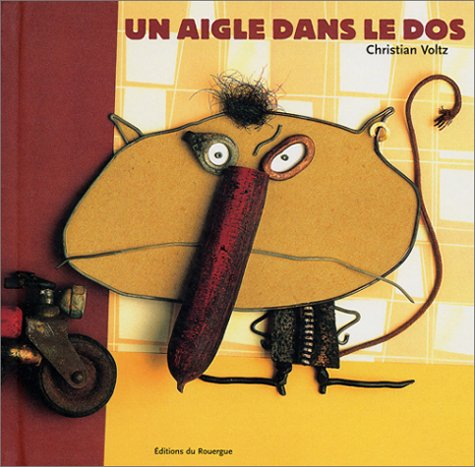 UN AIGLE DANS LE DOS
Christian Voltz
Éditions du Rouergue